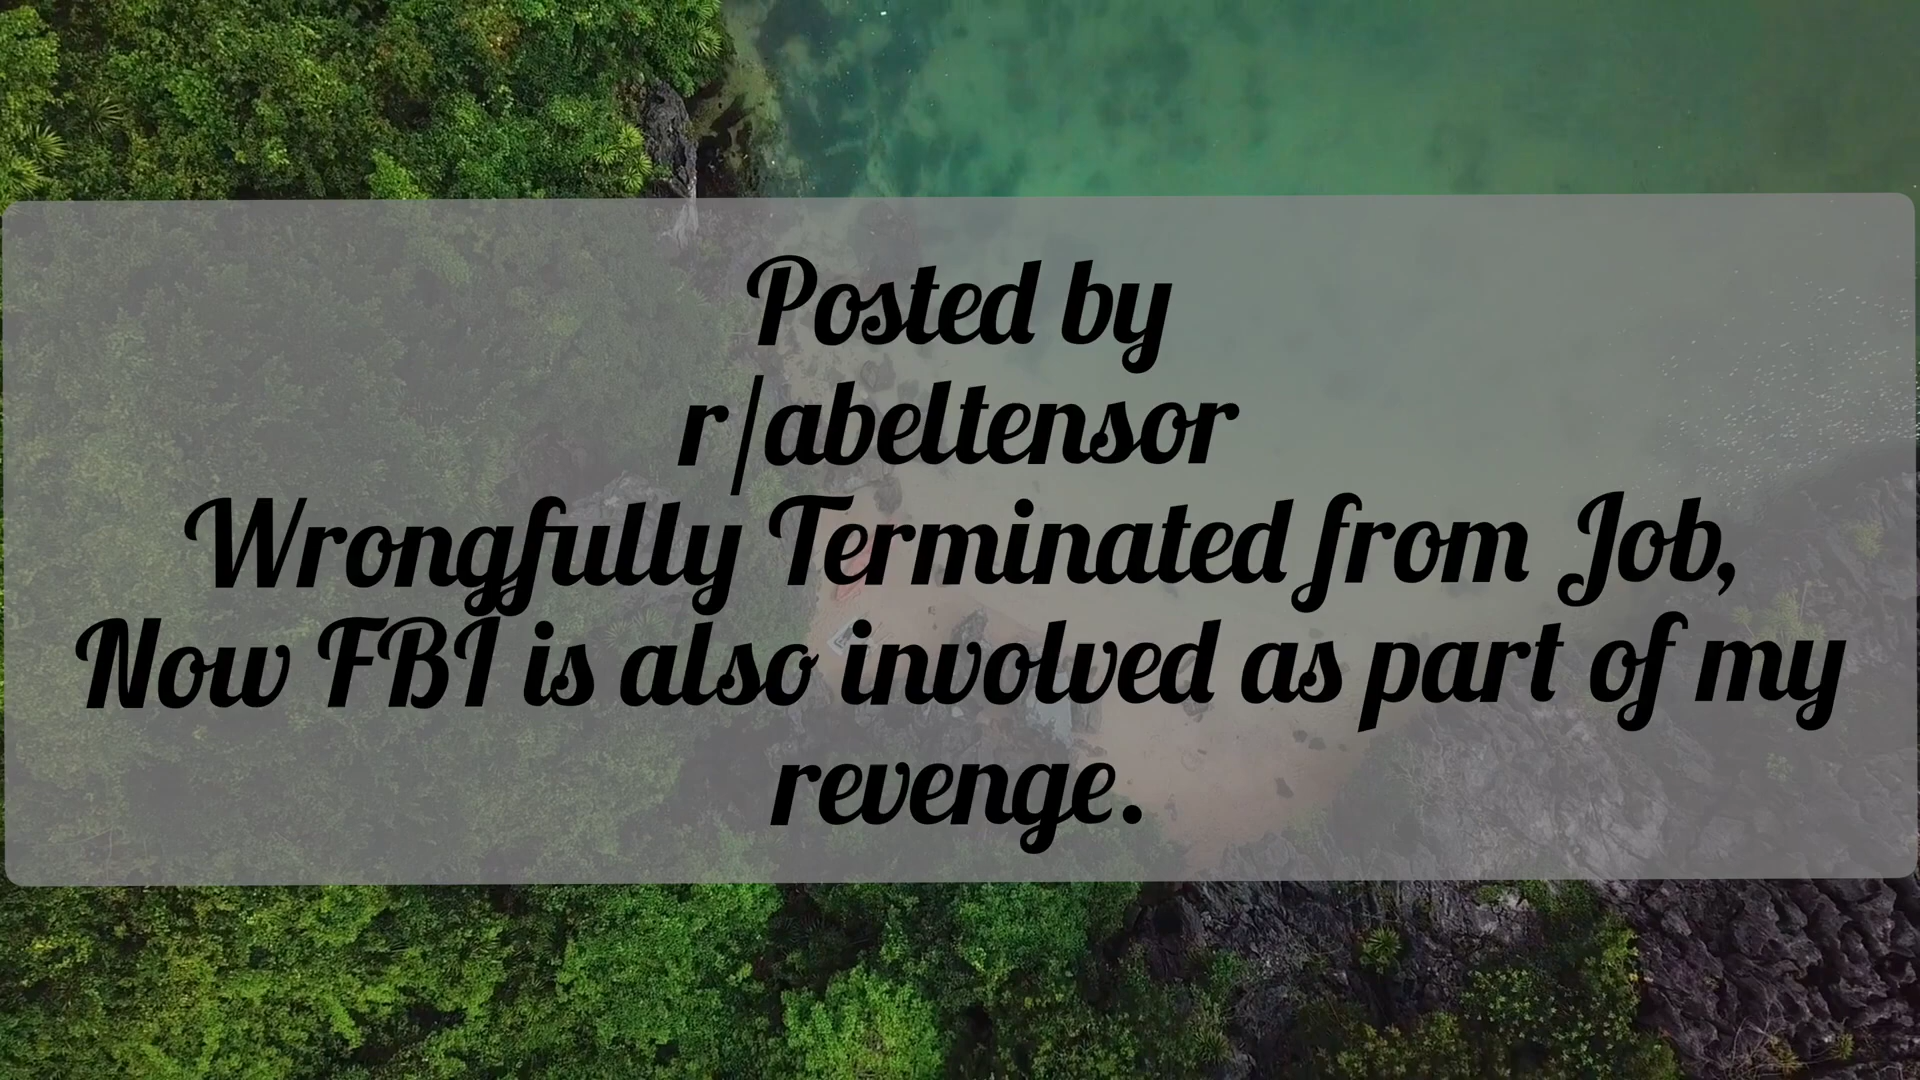 Posted by
r/abeltensor
Wrongfully Terminated from Job,
Now FBI is also involved as part of my
revenge.